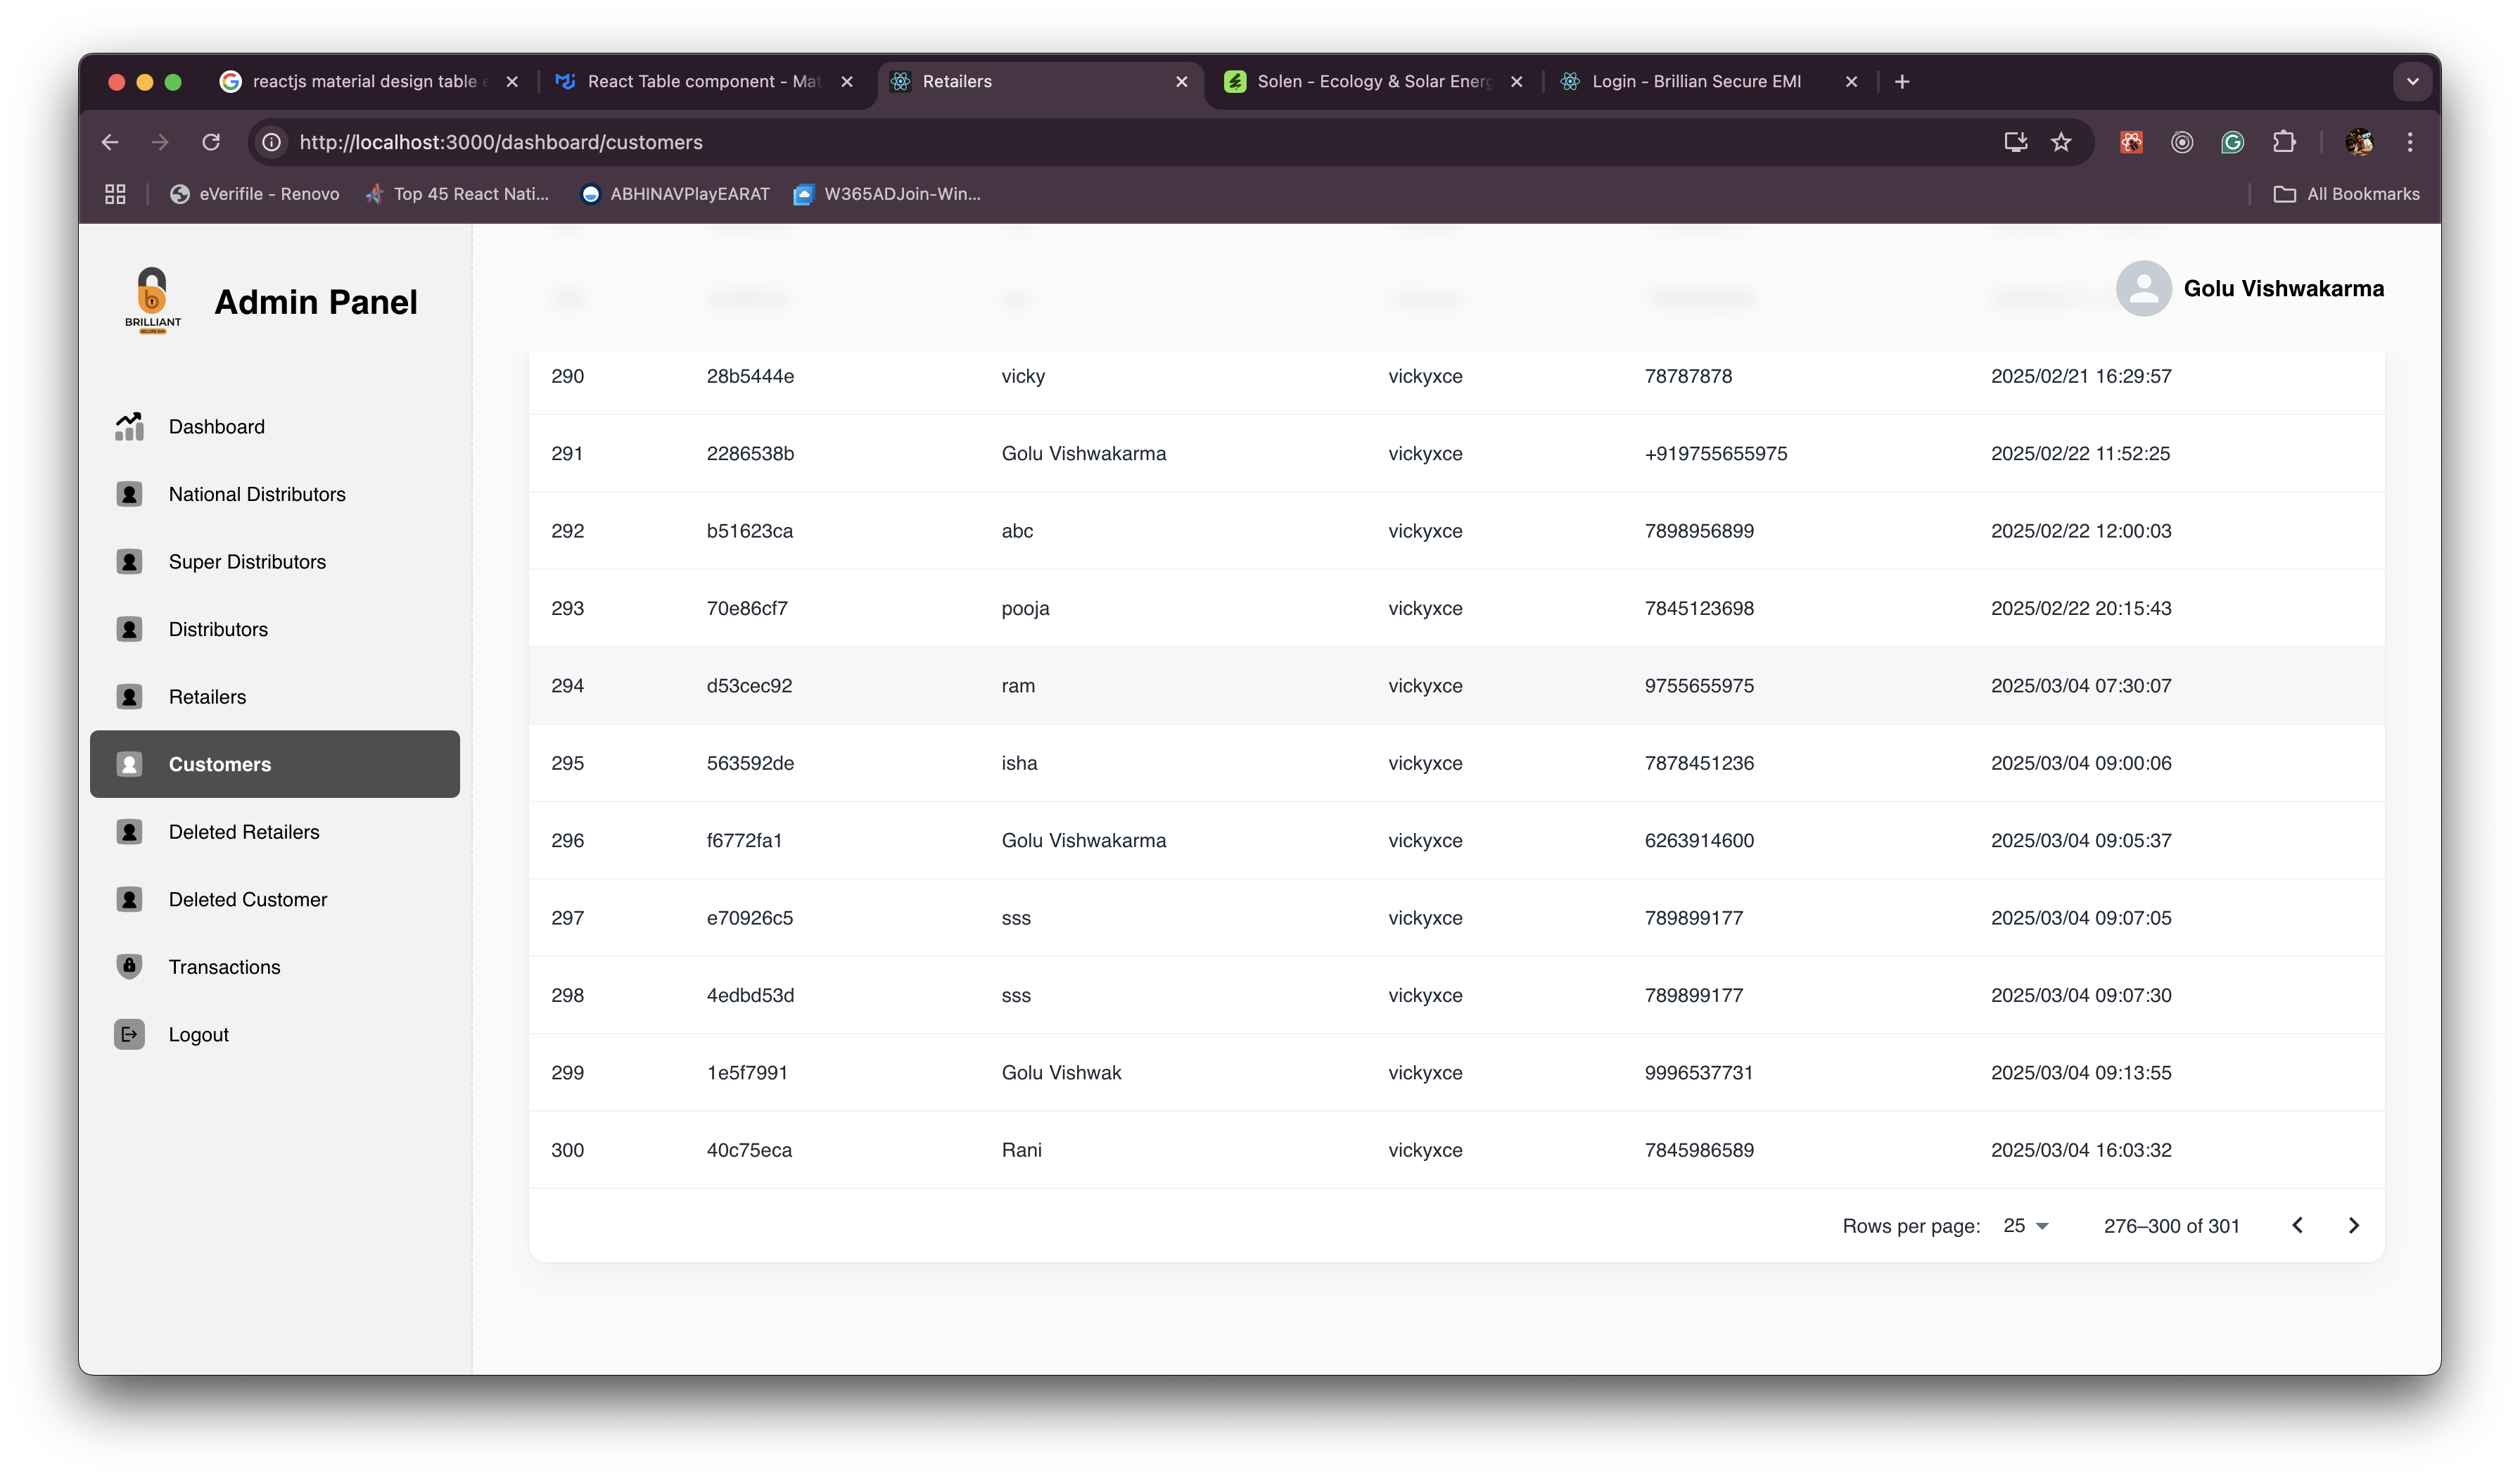 reactjs material design table
React Table component - Mat
Retailers
Solen - Ecology & Solar Energ
Login - Brillian Secure EMI
http://localhost:3000/dashboard/customers
eVerifile - Renovo
Top 45 React Nati...
ABHINAVPlayEARAT
W365ADJoin-Win...
All Bookmarks
BRILLIANT
SECURE EMI
Admin Panel
Golu Vishwakarma
Dashboard
National Distributors
Super Distributors
Distributors
Retailers
Customers
Deleted Retailers
Deleted Customer
Transactions
Logout
290 28b5444e vicky vickyxce 78787878 2025/02/21 16:29:57
291 2286538b Golu Vishwakarma vickyxce +919755655975 2025/02/22 11:52:25
292 b51623ca abc vickyxce 7898956899 2025/02/22 12:00:03
293 70e86cf7 pooja vickyxce 7845123698 2025/02/22 20:15:43
294 d53cec92 ram vickyxce 9755655975 2025/03/04 07:30:07
295 563592de isha vickyxce 7878451236 2025/03/04 09:00:06
296 f6772fa1 Golu Vishwakarma vickyxce 6263914600 2025/03/04 09:05:37
297 e70926c5 sss vickyxce 789899177 2025/03/04 09:07:05
298 4edbd53d sss vickyxce 789899177 2025/03/04 09:07:30
299 1e5f7991 Golu Vishwak vickyxce 9996537731 2025/03/04 09:13:55
300 40c75eca Rani vickyxce 7845986589 2025/03/04 16:03:32
Rows per page: 25 276–300 of 301